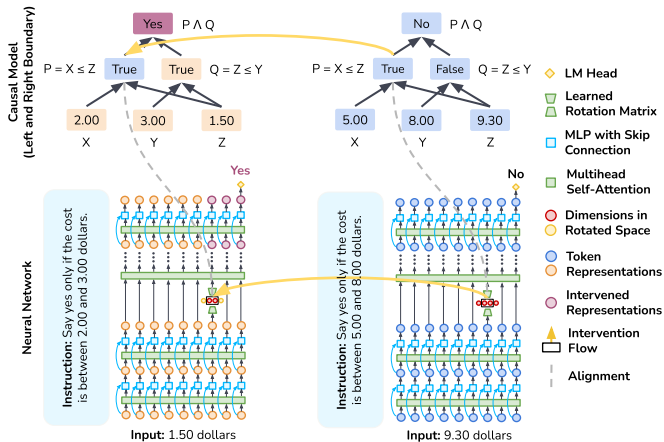 Causal Model
(Left and Right Boundary)
Yes
P ∧ Q
P = X ≤ Z
True
True
Q = Z ≤ Y
2.00
3.00
1.50
X
Y
Z
No
P ∧ Q
P = X ≤ Z
True
False
Q = Z ≤ Y
5.00
8.00
9.30
X
Y
Z
Neural Network
Instruction: Say yes only if the cost
is between 2.00 and 3.00 dollars.
Yes
Input: 1.50 dollars
Instruction: Say yes only if the cost
is between 5.00 and 8.00 dollars.
No
Input: 9.30 dollars
LM Head
Learned
Rotation Matrix
MLP with Skip
Connection
Multihead
Self-Attention
Dimensions in
Rotated Space
Token
Representations
Intervened
Representations
Intervention
Flow
Alignment